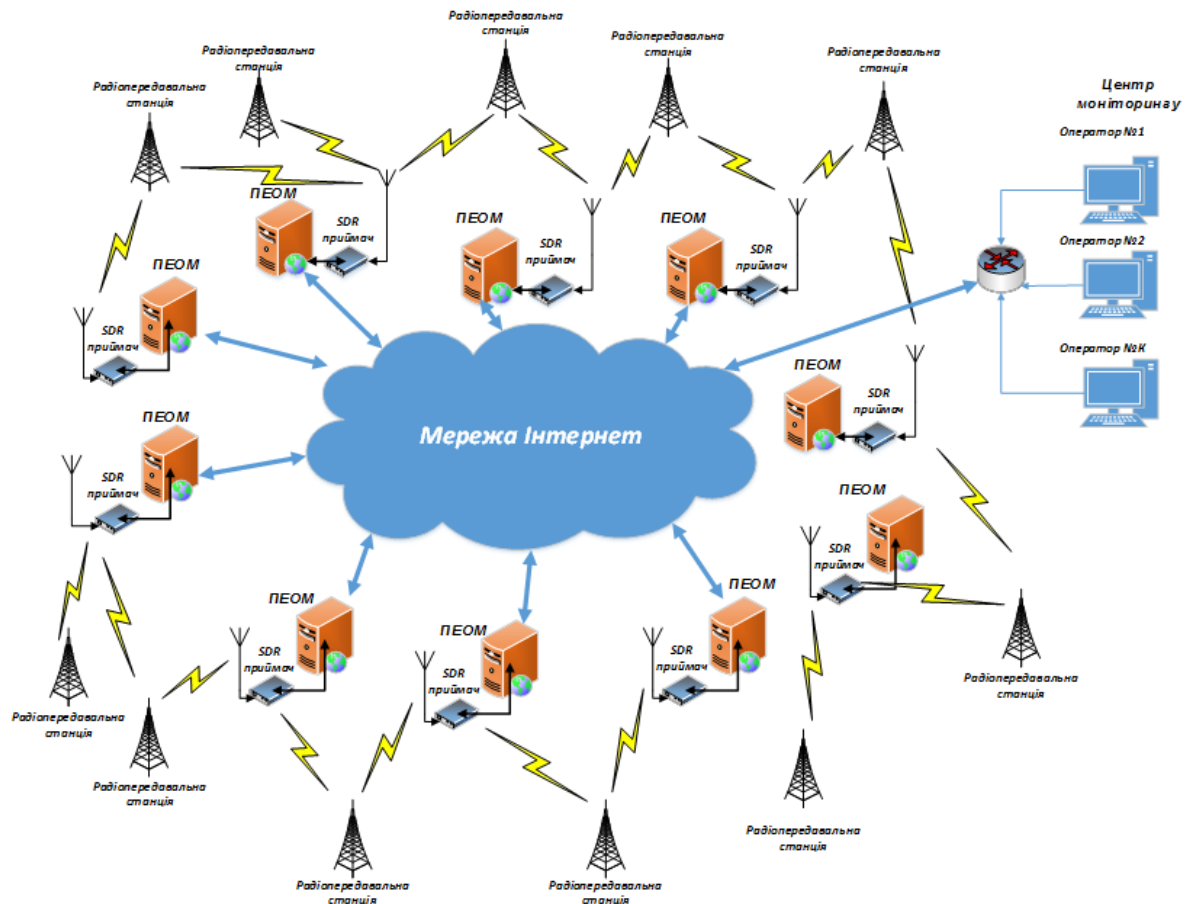 Радіопередавальна
станція
Радіопередавальна
станція
Радіопередавальна
станція
Радіопередавальна
станція
Радіопередавальна
станція
Центр
моніторингу
Оператор №1
ПЕОМ
SDR
приймач
ПЕОМ
SDR
приймач
ПЕОМ
SDR
приймач
Оператор №2
ПЕОМ
SDR
приймач
Оператор №К
ПЕОМ
SDR
приймач
ПЕОМ
SDR
приймач
Мережа Інтернет
ПЕОМ
SDR
приймач
ПЕОМ
SDR
приймач
ПЕОМ
SDR
приймач
ПЕОМ
SDR
приймач
Радіопередавальна
станція
Радіопередавальна
станція
Радіопередавальна
станція
Радіопередавальна
станція
Радіопередавальна
станція
Радіопередавальна
станція